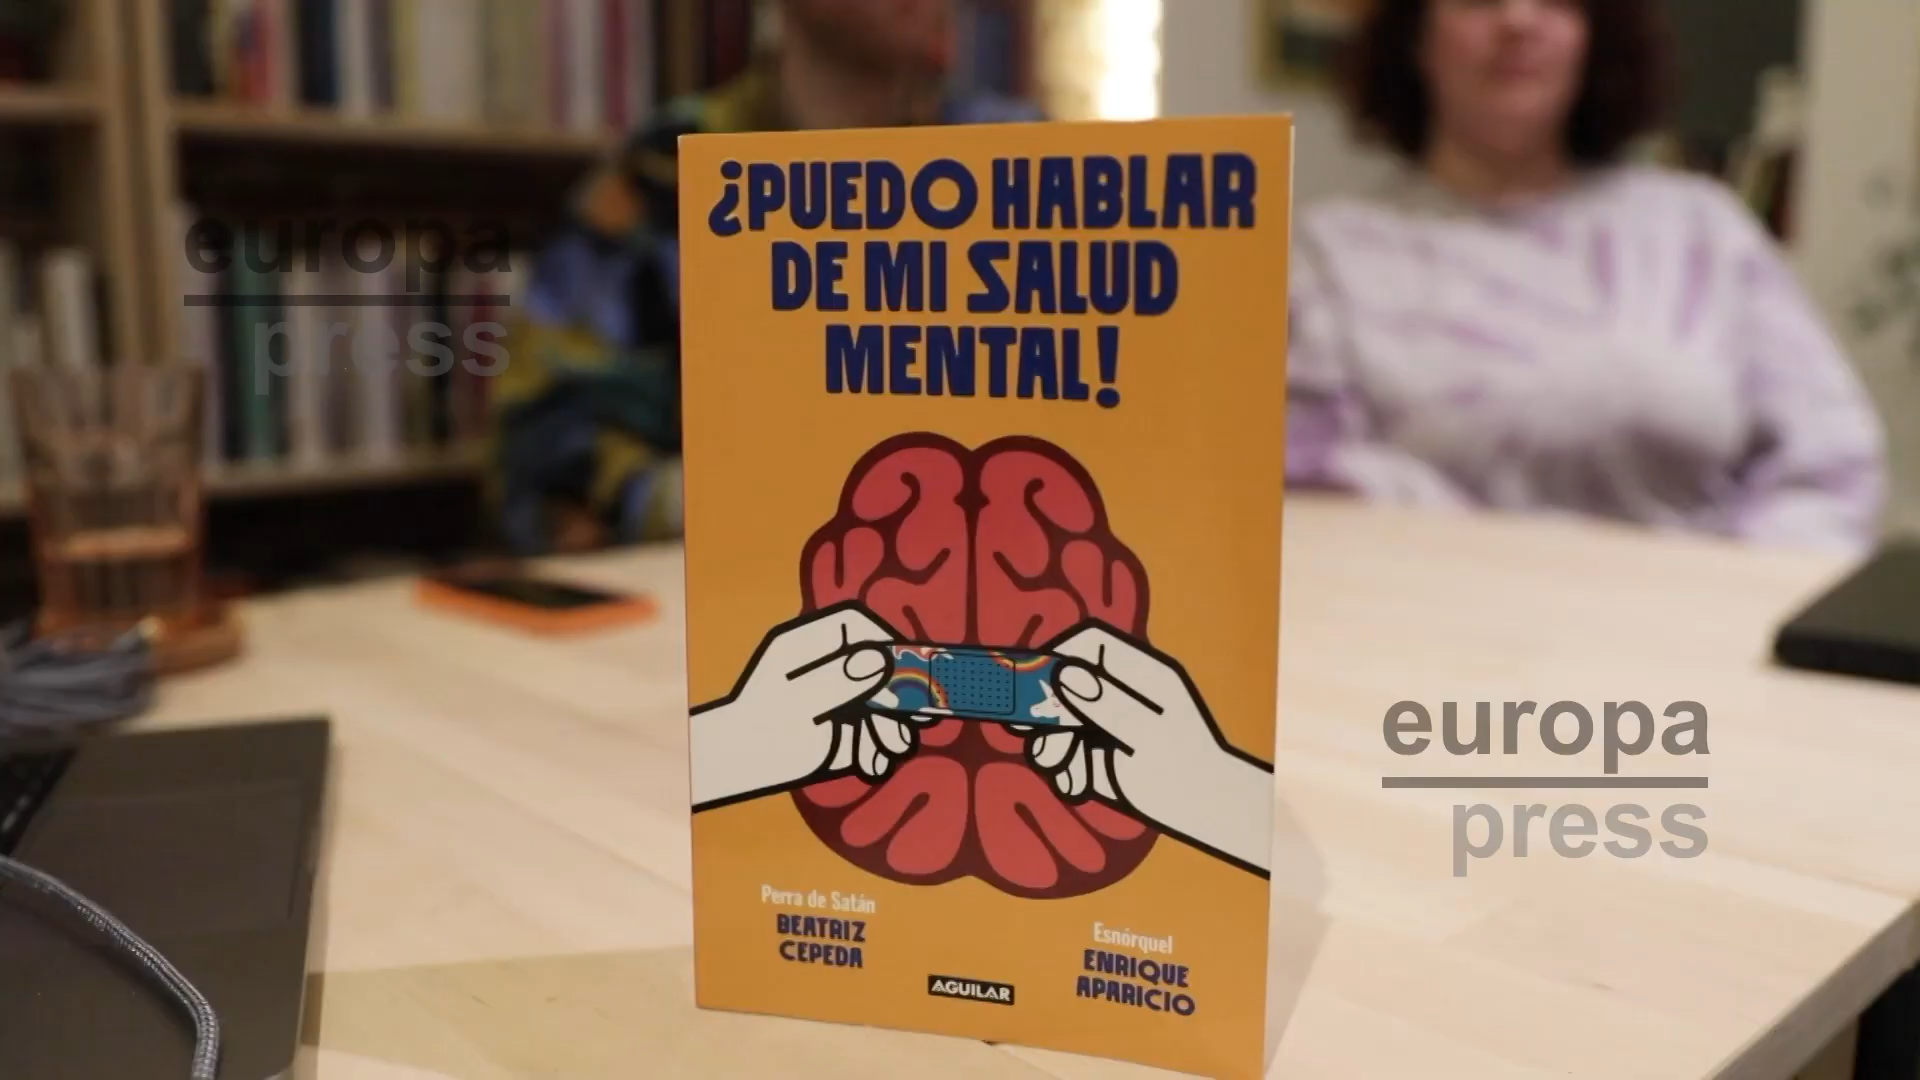 ¿PUEDO HABLAR
DE MI SALUD
MENTAL!
Perra de Satán
BEATRIZ
CEPEDA
Esnórquel
ENRIQUE
APARICIO
AGUILAR
europa
press
europa
press